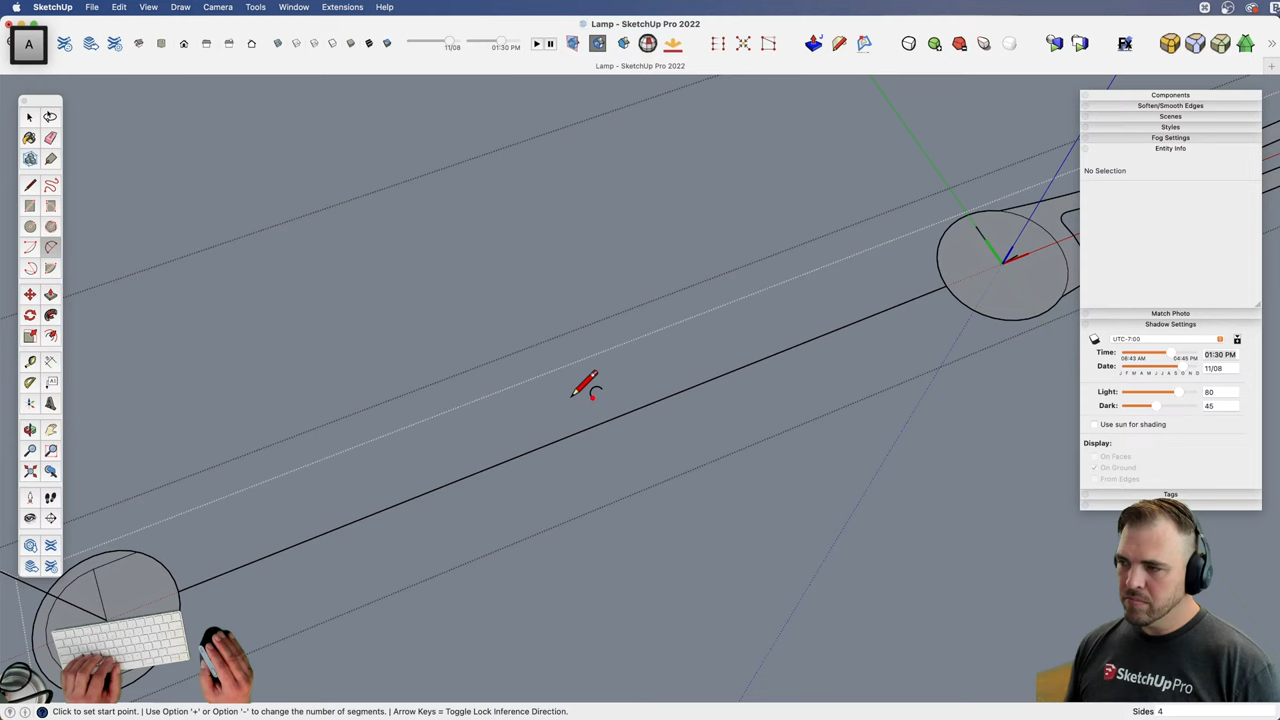 SketchUp File Edit View Draw Camera Tools Window Extensions Help
Lamp - SketchUp Pro 2022
A
11/08
01:30 PM
Fx
Lamp - SketchUp Pro 2022
Components
Soften/Smooth Edges
Scenes
Styles
Fog Settings
Entity Info
No Selection
Match Photo
Shadow Settings
UTC-7:00
Time:
01:30 PM
06:43 AM 04:45 PM
Date:
J F M A M J J A S O N D
11/08
Light:
80
Dark:
45
Use sun for shading
Display:
On Faces
On Ground
From Edges
Tags
SketchUpPro
Click to set start point. | Use Option '+' or Option '-' to change the number of segments. | Arrow Keys = Toggle Lock Inference Direction.
Sides 4